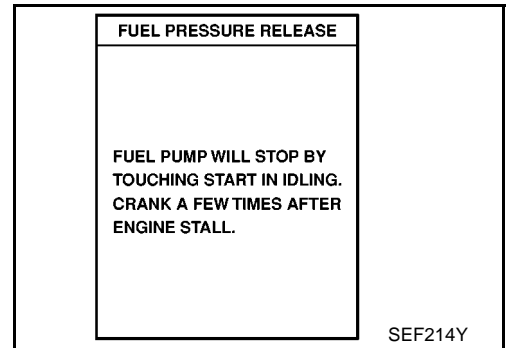 FUEL PRESSURE RELEASE
FUEL PUMP WILL STOP BY
TOUCHING START IN IDLING.
CRANK A FEW TIMES AFTER
ENGINE STALL.
SEF214Y